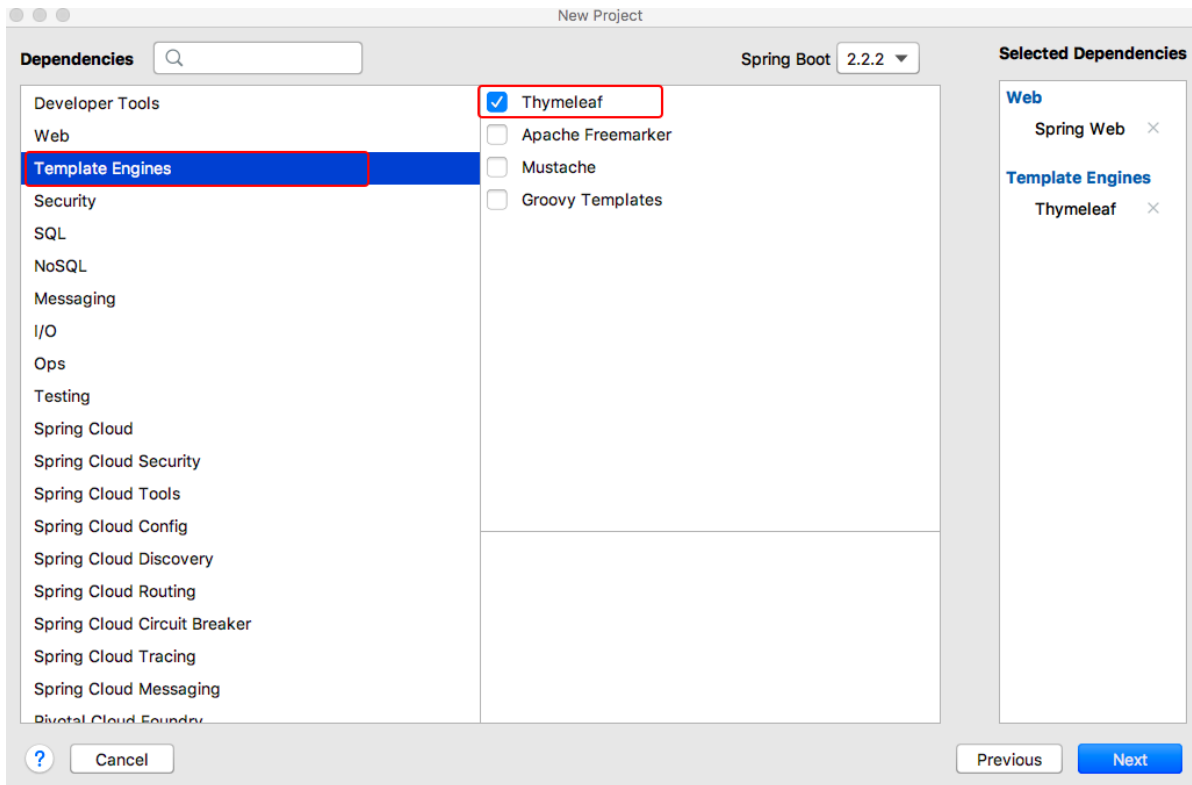 New Project
Dependencies
Spring Boot 2.2.2
Selected Dependencies
Developer Tools
Web
Template Engines
Security
SQL
NoSQL
Messaging
I/O
Ops
Testing
Spring Cloud
Spring Cloud Security
Spring Cloud Tools
Spring Cloud Config
Spring Cloud Discovery
Spring Cloud Routing
Spring Cloud Circuit Breaker
Spring Cloud Tracing
Spring Cloud Messaging
Pivotal Cloud Foundry
Thymeleaf
Apache Freemarker
Mustache
Groovy Templates
Web
Spring Web
Template Engines
Thymeleaf
? Cancel
Previous Next